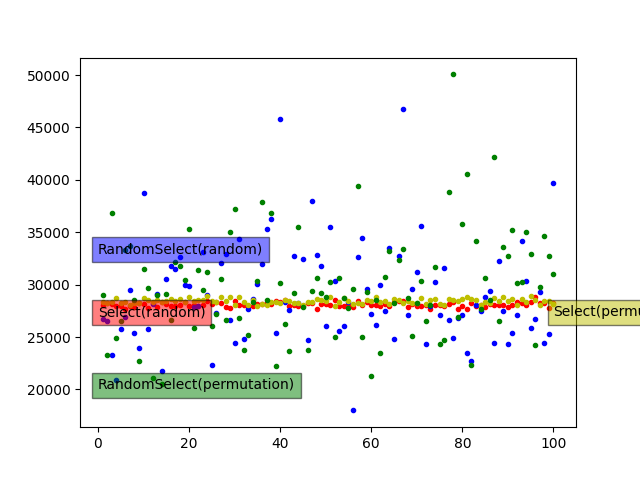 50000
45000
40000
35000
RandomSelect(random)
30000
Select(random)
Select(permu
25000
RandomSelect(permutation)
20000
0 20 40 60 80 100